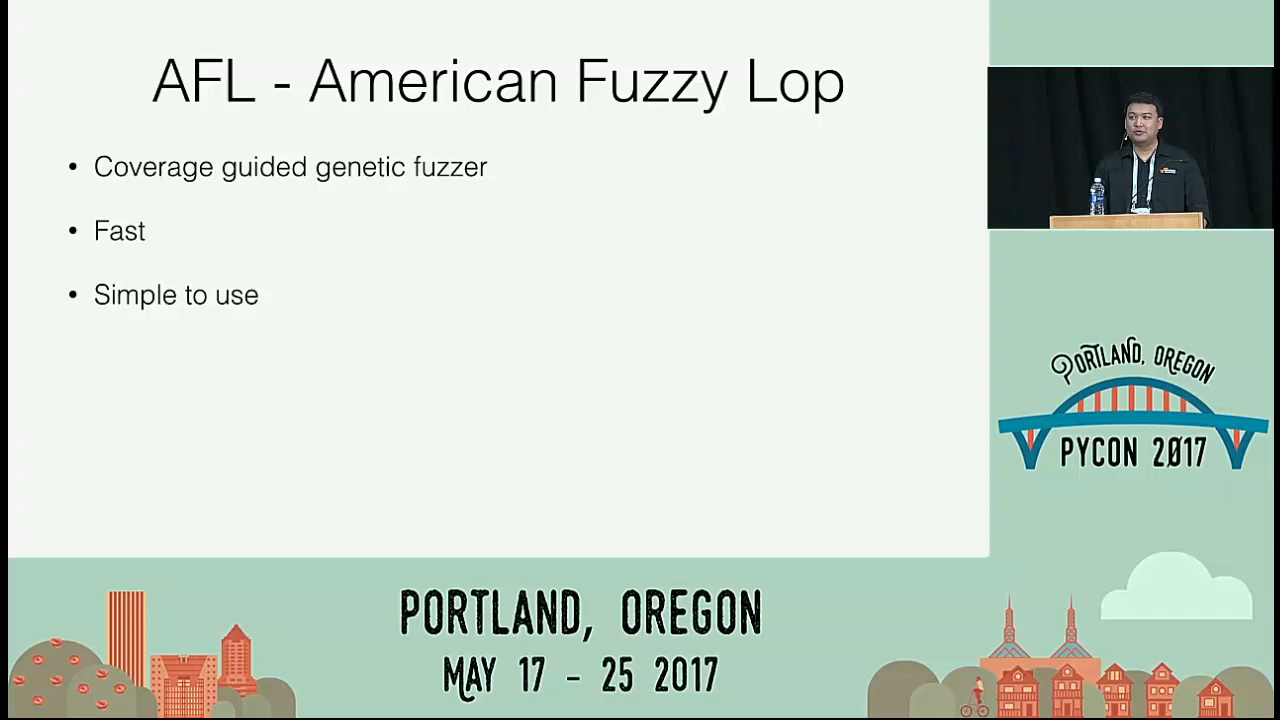 AFL - American Fuzzy Lop
• Coverage guided genetic fuzzer
• Fast
• Simple to use
PORTLAND, OREGON
PYCON 2017
PORTLAND, OREGON
MAY 17 - 25 2017